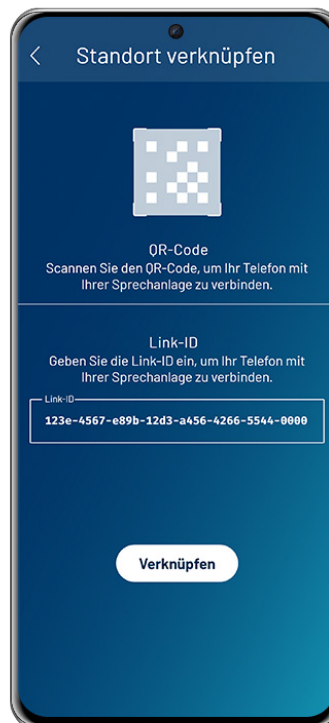 Standort verknüpfen
QR-Code
Scannen Sie den QR-Code, um Ihr Telefon mit
Ihrer Sprechanlage zu verbinden.
Link-ID
Geben Sie die Link-ID ein, um Ihr Telefon mit
Ihrer Sprechanlage zu verbinden.
Link-ID
123e-4567-e89b-12d3-a456-4266-5544-0000
Verknüpfen